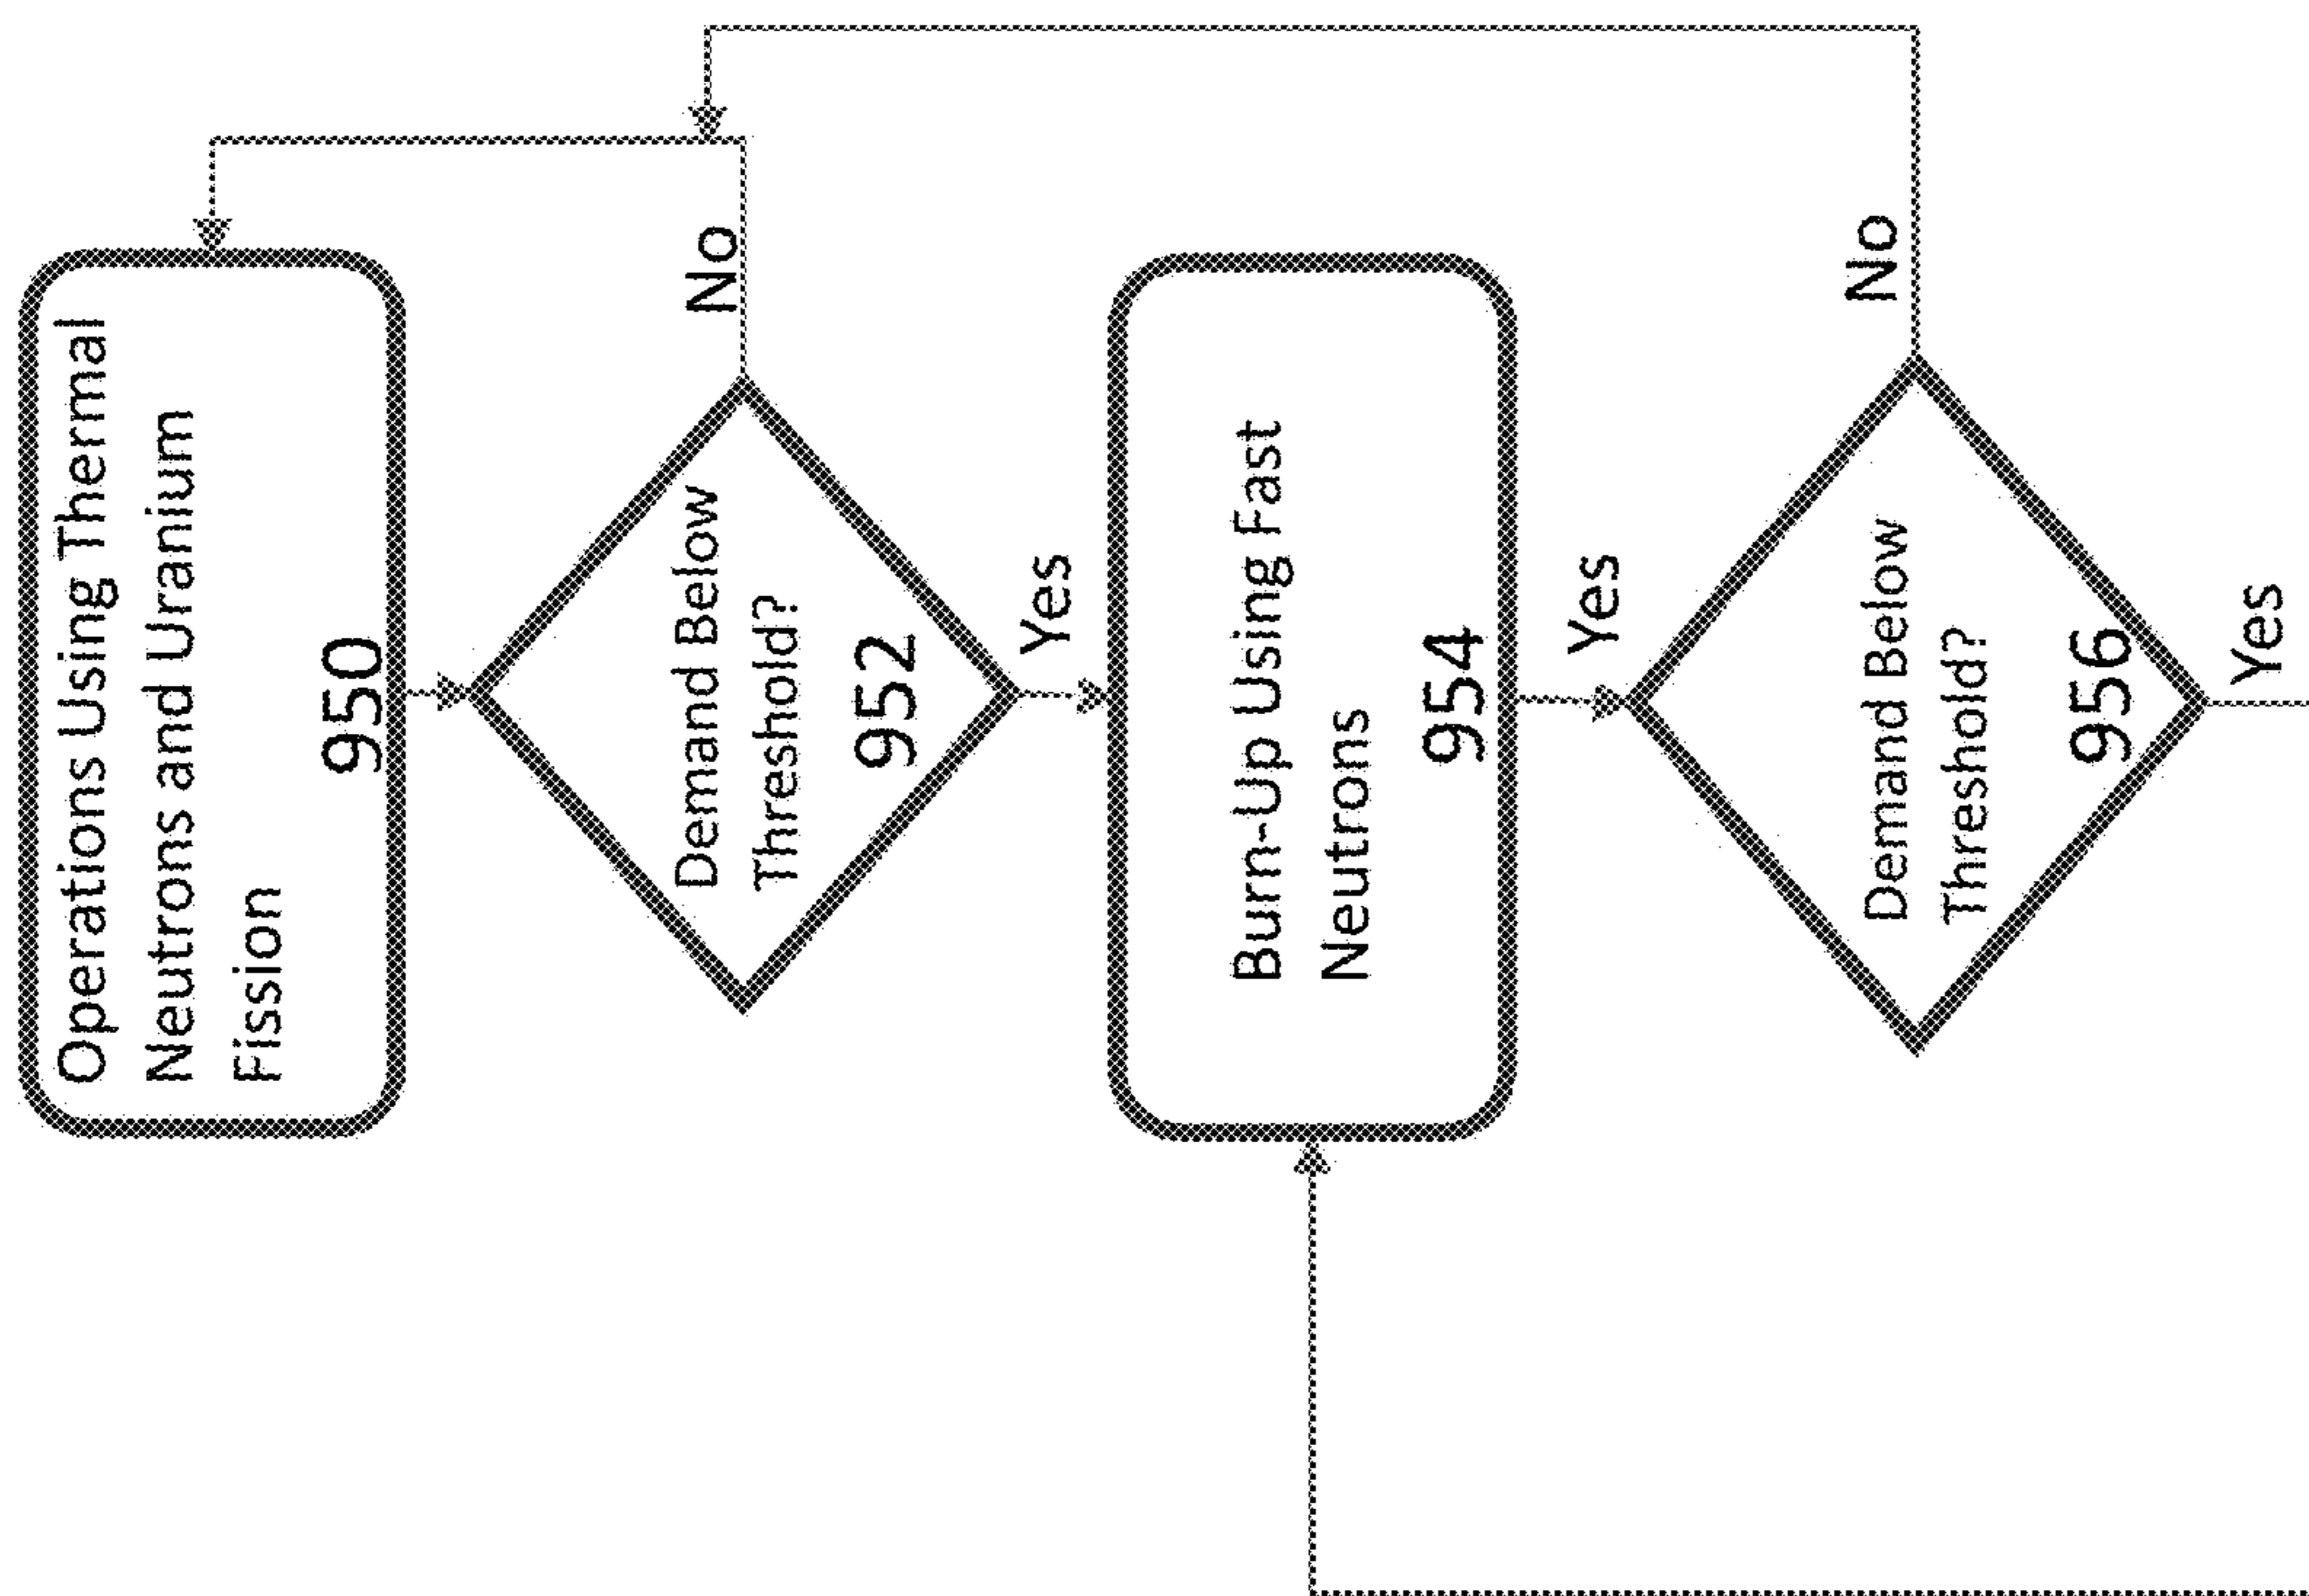 Operations Using Thermal
Neutrons and Uranium
Fission
950
No
Demand Below
Threshold?
952
Yes
Burn-Up Using Fast
Neutrons
954
Yes
No
Demand Below
Threshold?
956
Yes